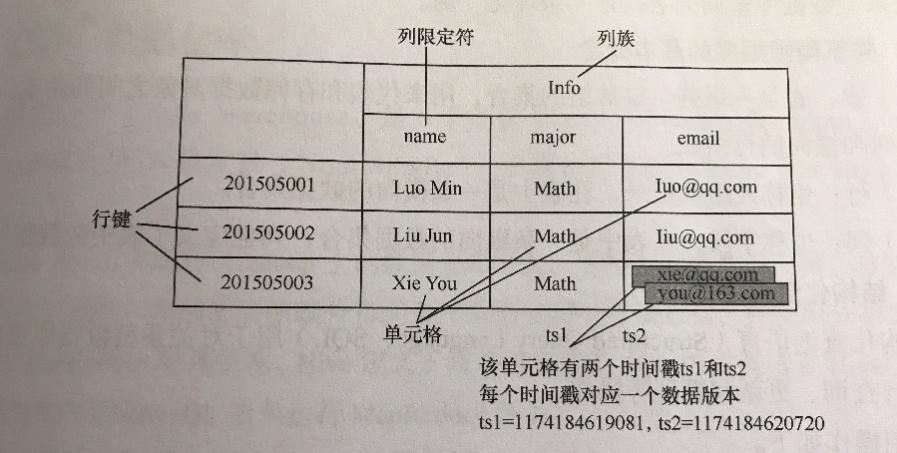 列限定符 列族
Info
name major email
201505001 Luo Min Math Iuo@qq.com
行键 201505002 Liu Jun Math Iiu@qq.com
201505003 Xie You Math xie@qq.com
you@163.com
单元格 ts1 ts2
该单元格有两个时间戳ts1和ts2
每个时间戳对应一个数据版本
ts1=1174184619081, ts2=1174184620720